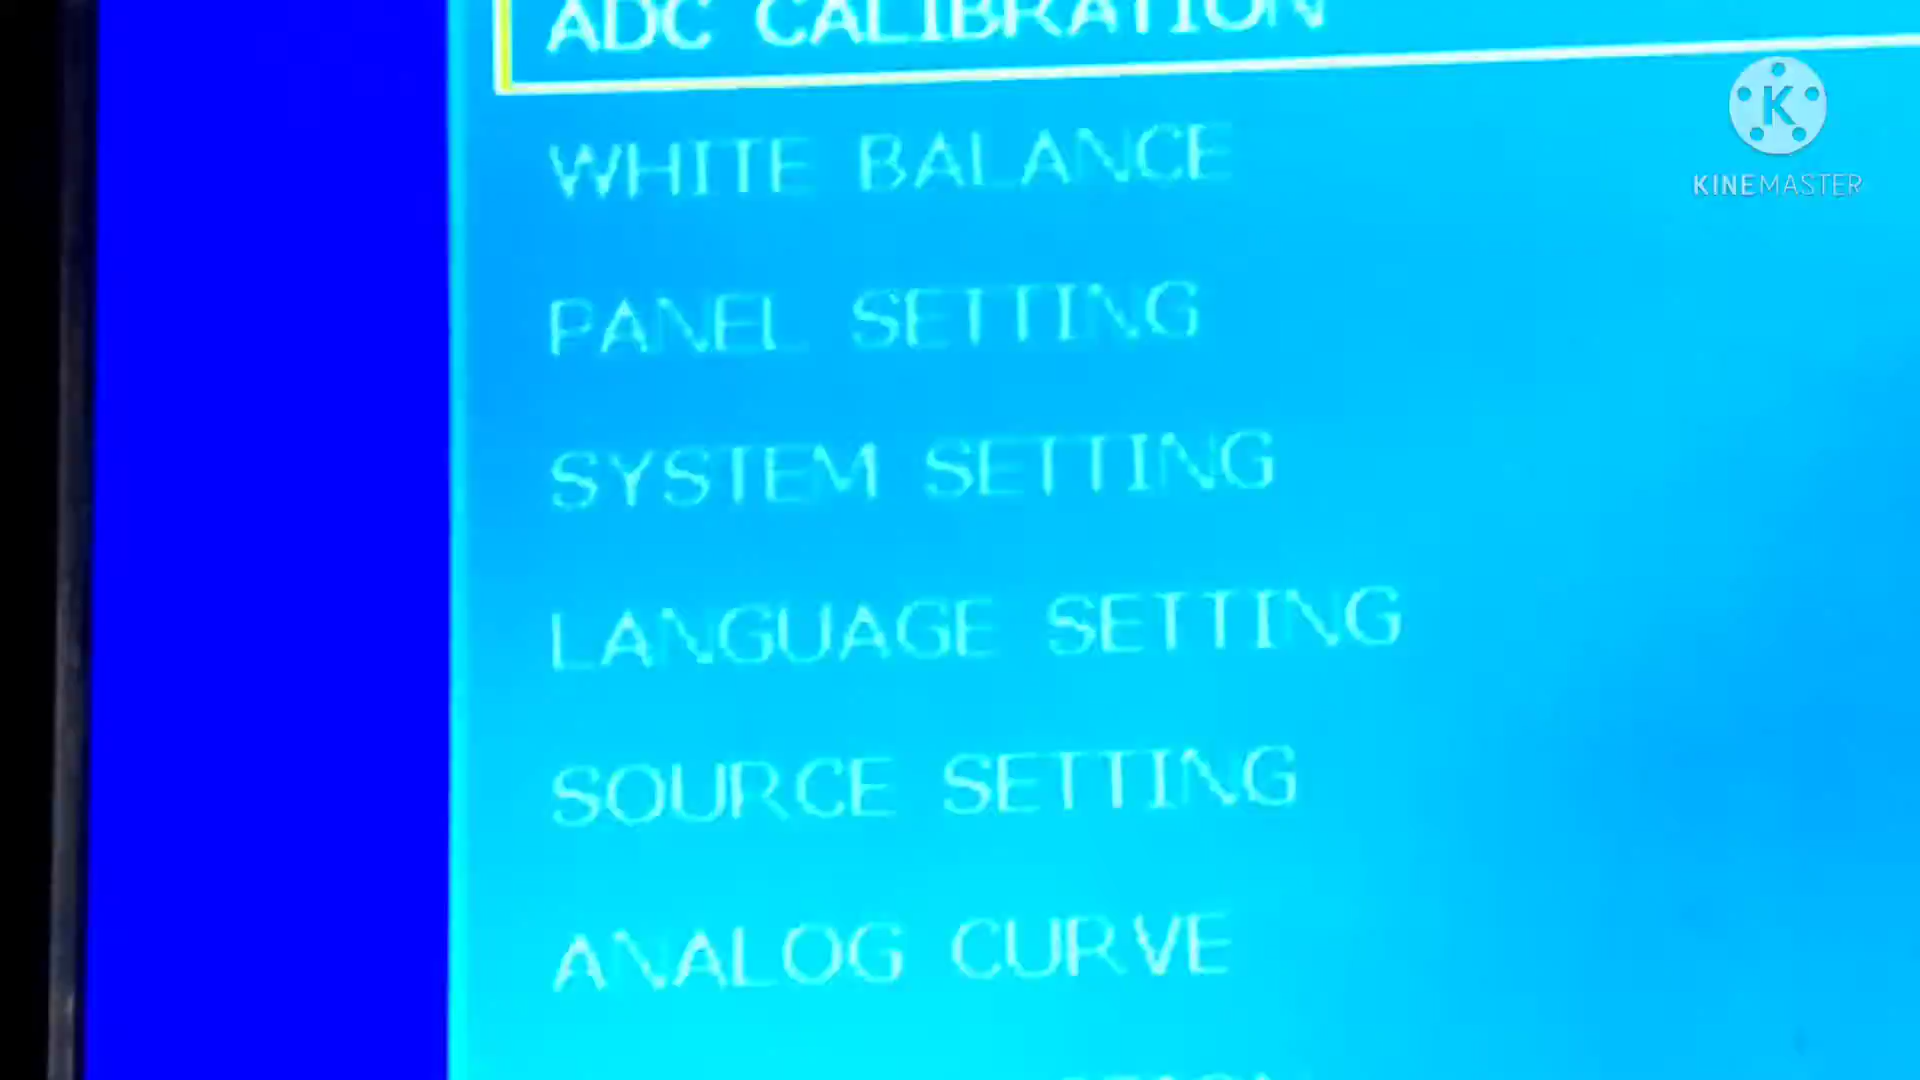 ADC CALIBRATION
K
KINEMASTER
WHITE BALANCE
PANEL SETTING
SYSTEM SETTING
LANGUAGE SETTING
SOURCE SETTING
ANALOG CURVE